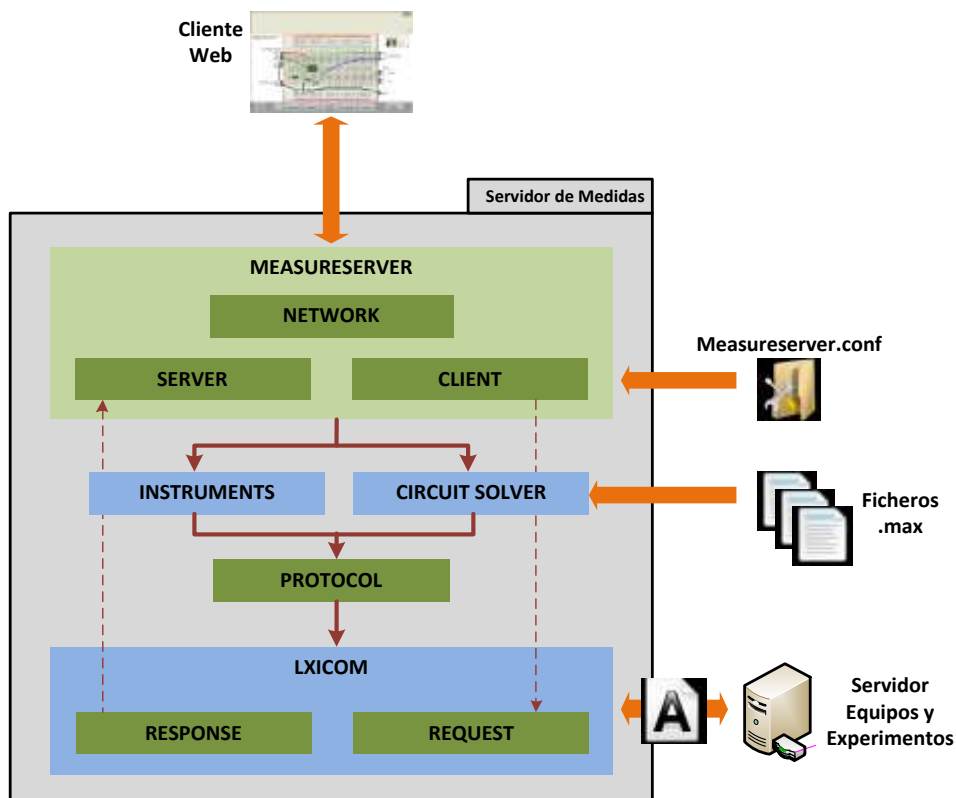 Cliente
Web
Servidor de Medidas
MEASURESERVER
NETWORK
SERVER
CLIENT
Measureserver.conf
INSTRUMENTS
CIRCUIT SOLVER
Ficheros
.max
PROTOCOL
LXICOM
RESPONSE
REQUEST
A
Servidor
Equipos y
Experimentos